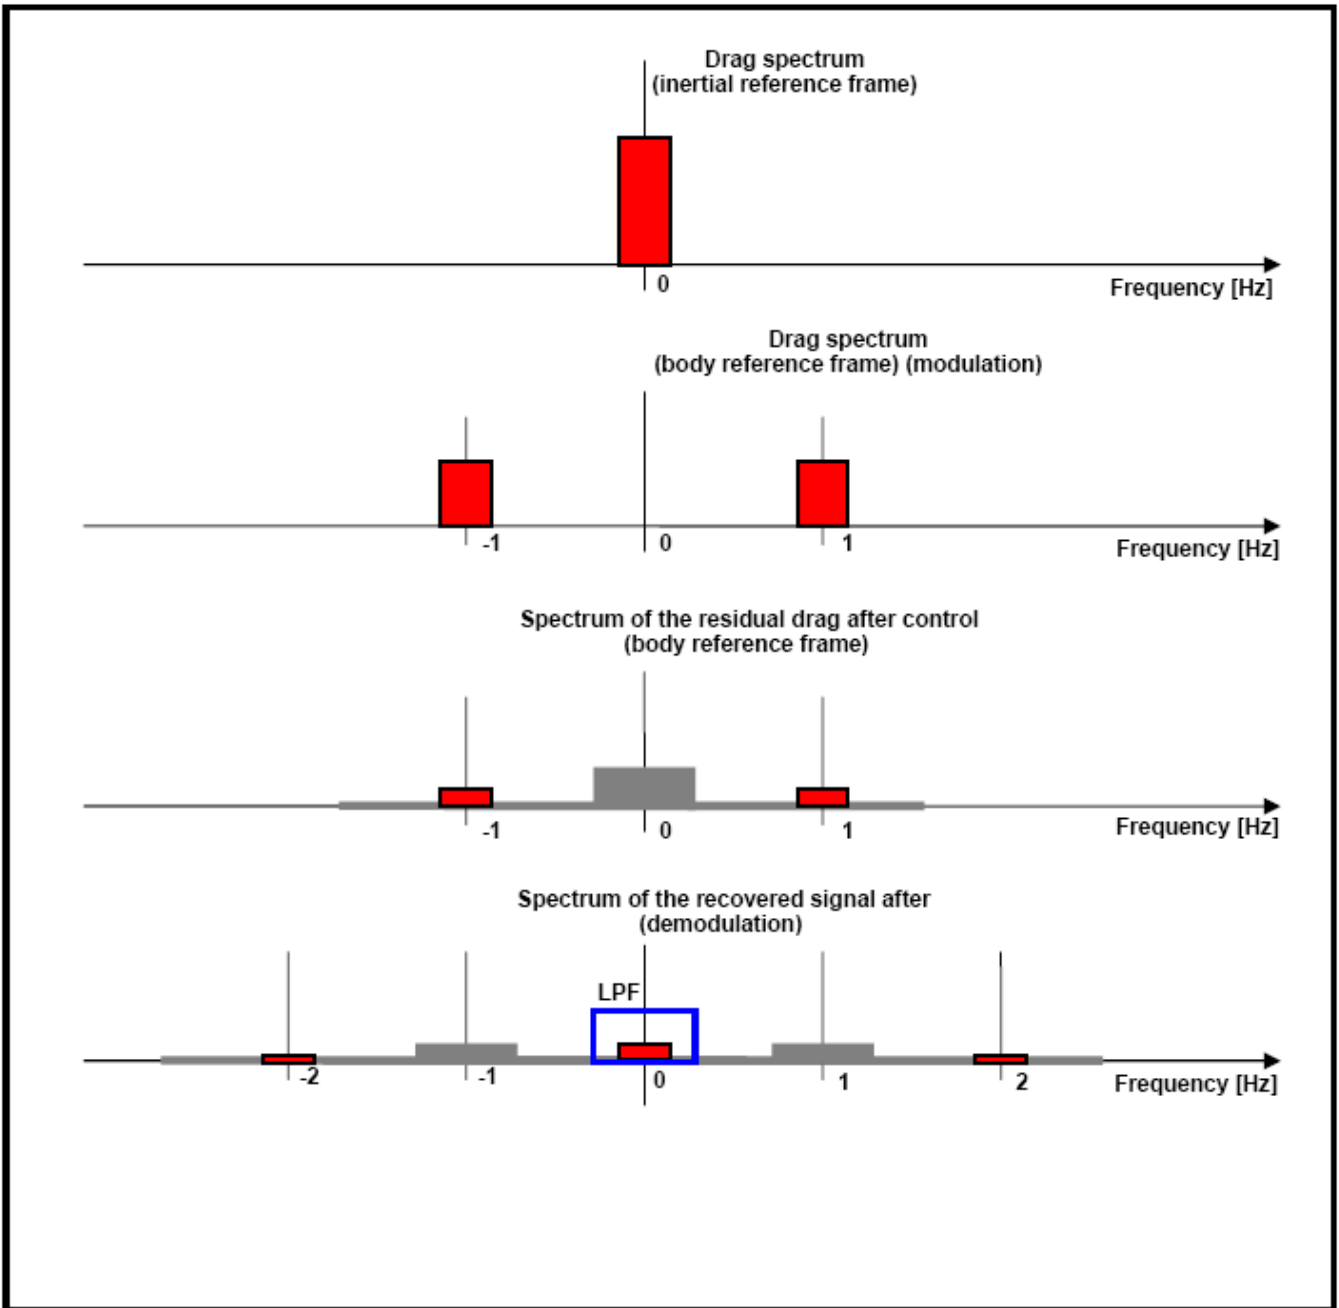 Drag spectrum
(inertial reference frame)
0
Frequency [Hz]
Drag spectrum
(body reference frame) (modulation)
-1
0
1
Frequency [Hz]
Spectrum of the residual drag after control
(body reference frame)
-1
0
1
Frequency [Hz]
Spectrum of the recovered signal after
(demodulation)
LPF
-2
-1
0
1
2
Frequency [Hz]